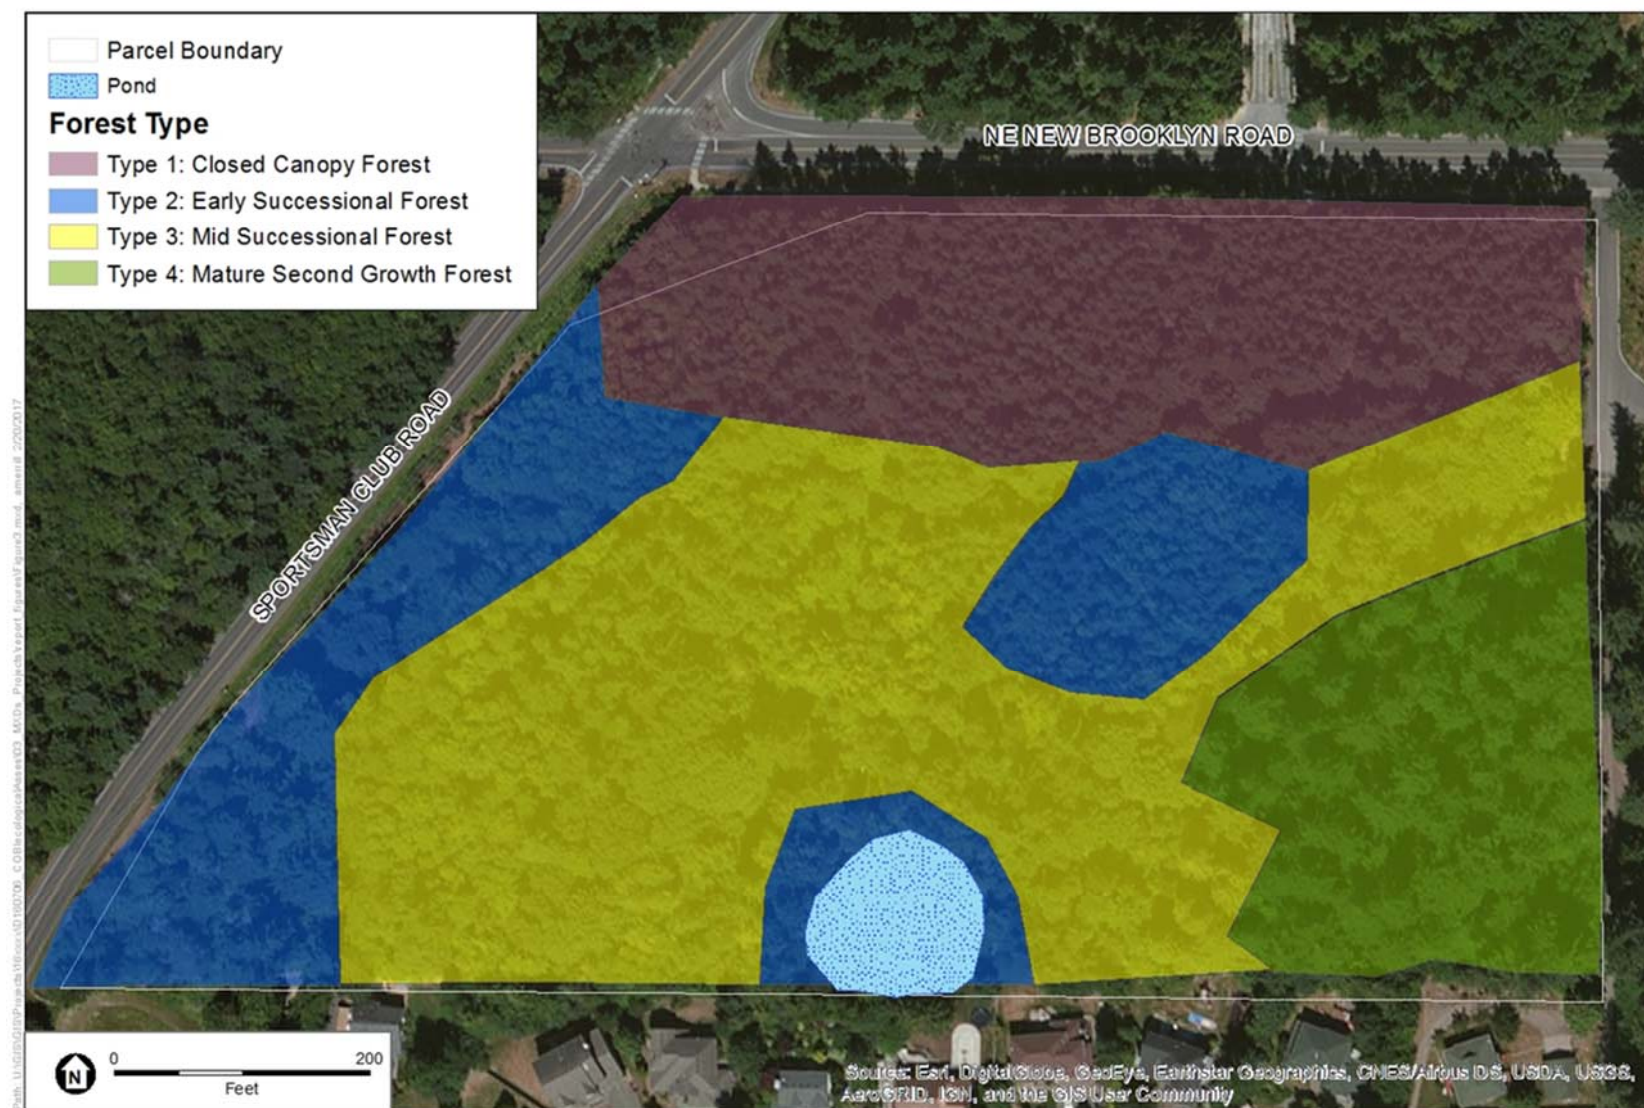 Parcel Boundary
Pond
Forest Type
Type 1: Closed Canopy Forest
Type 2: Early Successional Forest
Type 3: Mid Successional Forest
Type 4: Mature Second Growth Forest
NE NEW BROOKLYN ROAD
SPORTSMAN CLUB ROAD
N
0 200
Feet
Source: Esri, DigitalGlobe, GeoEye, Earthstar Geographics, CNES/Airbus DS, USDA, USGS,
AeroGRID, IGN, and the GIS User Community